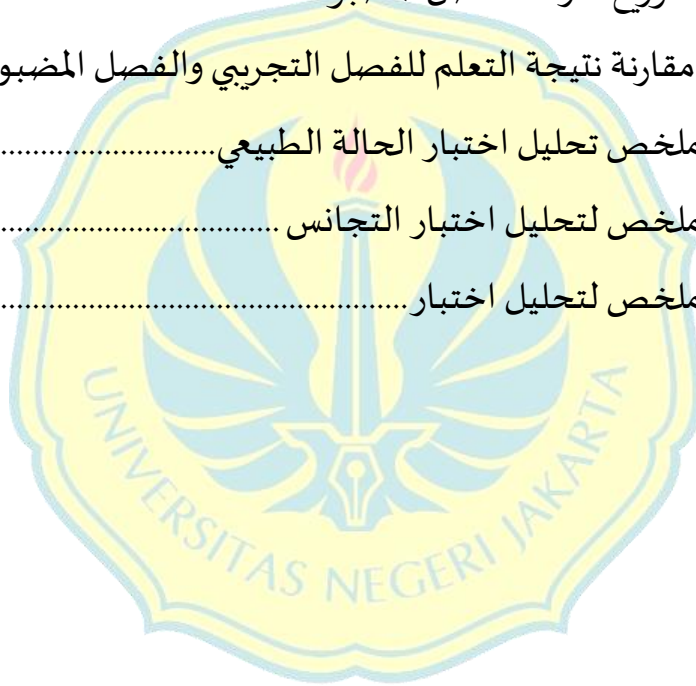 مقارنة نتيجة التعلم للفصل التجريبي والفصل
ملخص تحليل اختبار الحالة الطبيعي..............................
ملخص لتحليل اختبار التجانس ..................................
ملخص لتحليل اختبار..................................................
UNIVERSITAS NEGERI JAKARTA